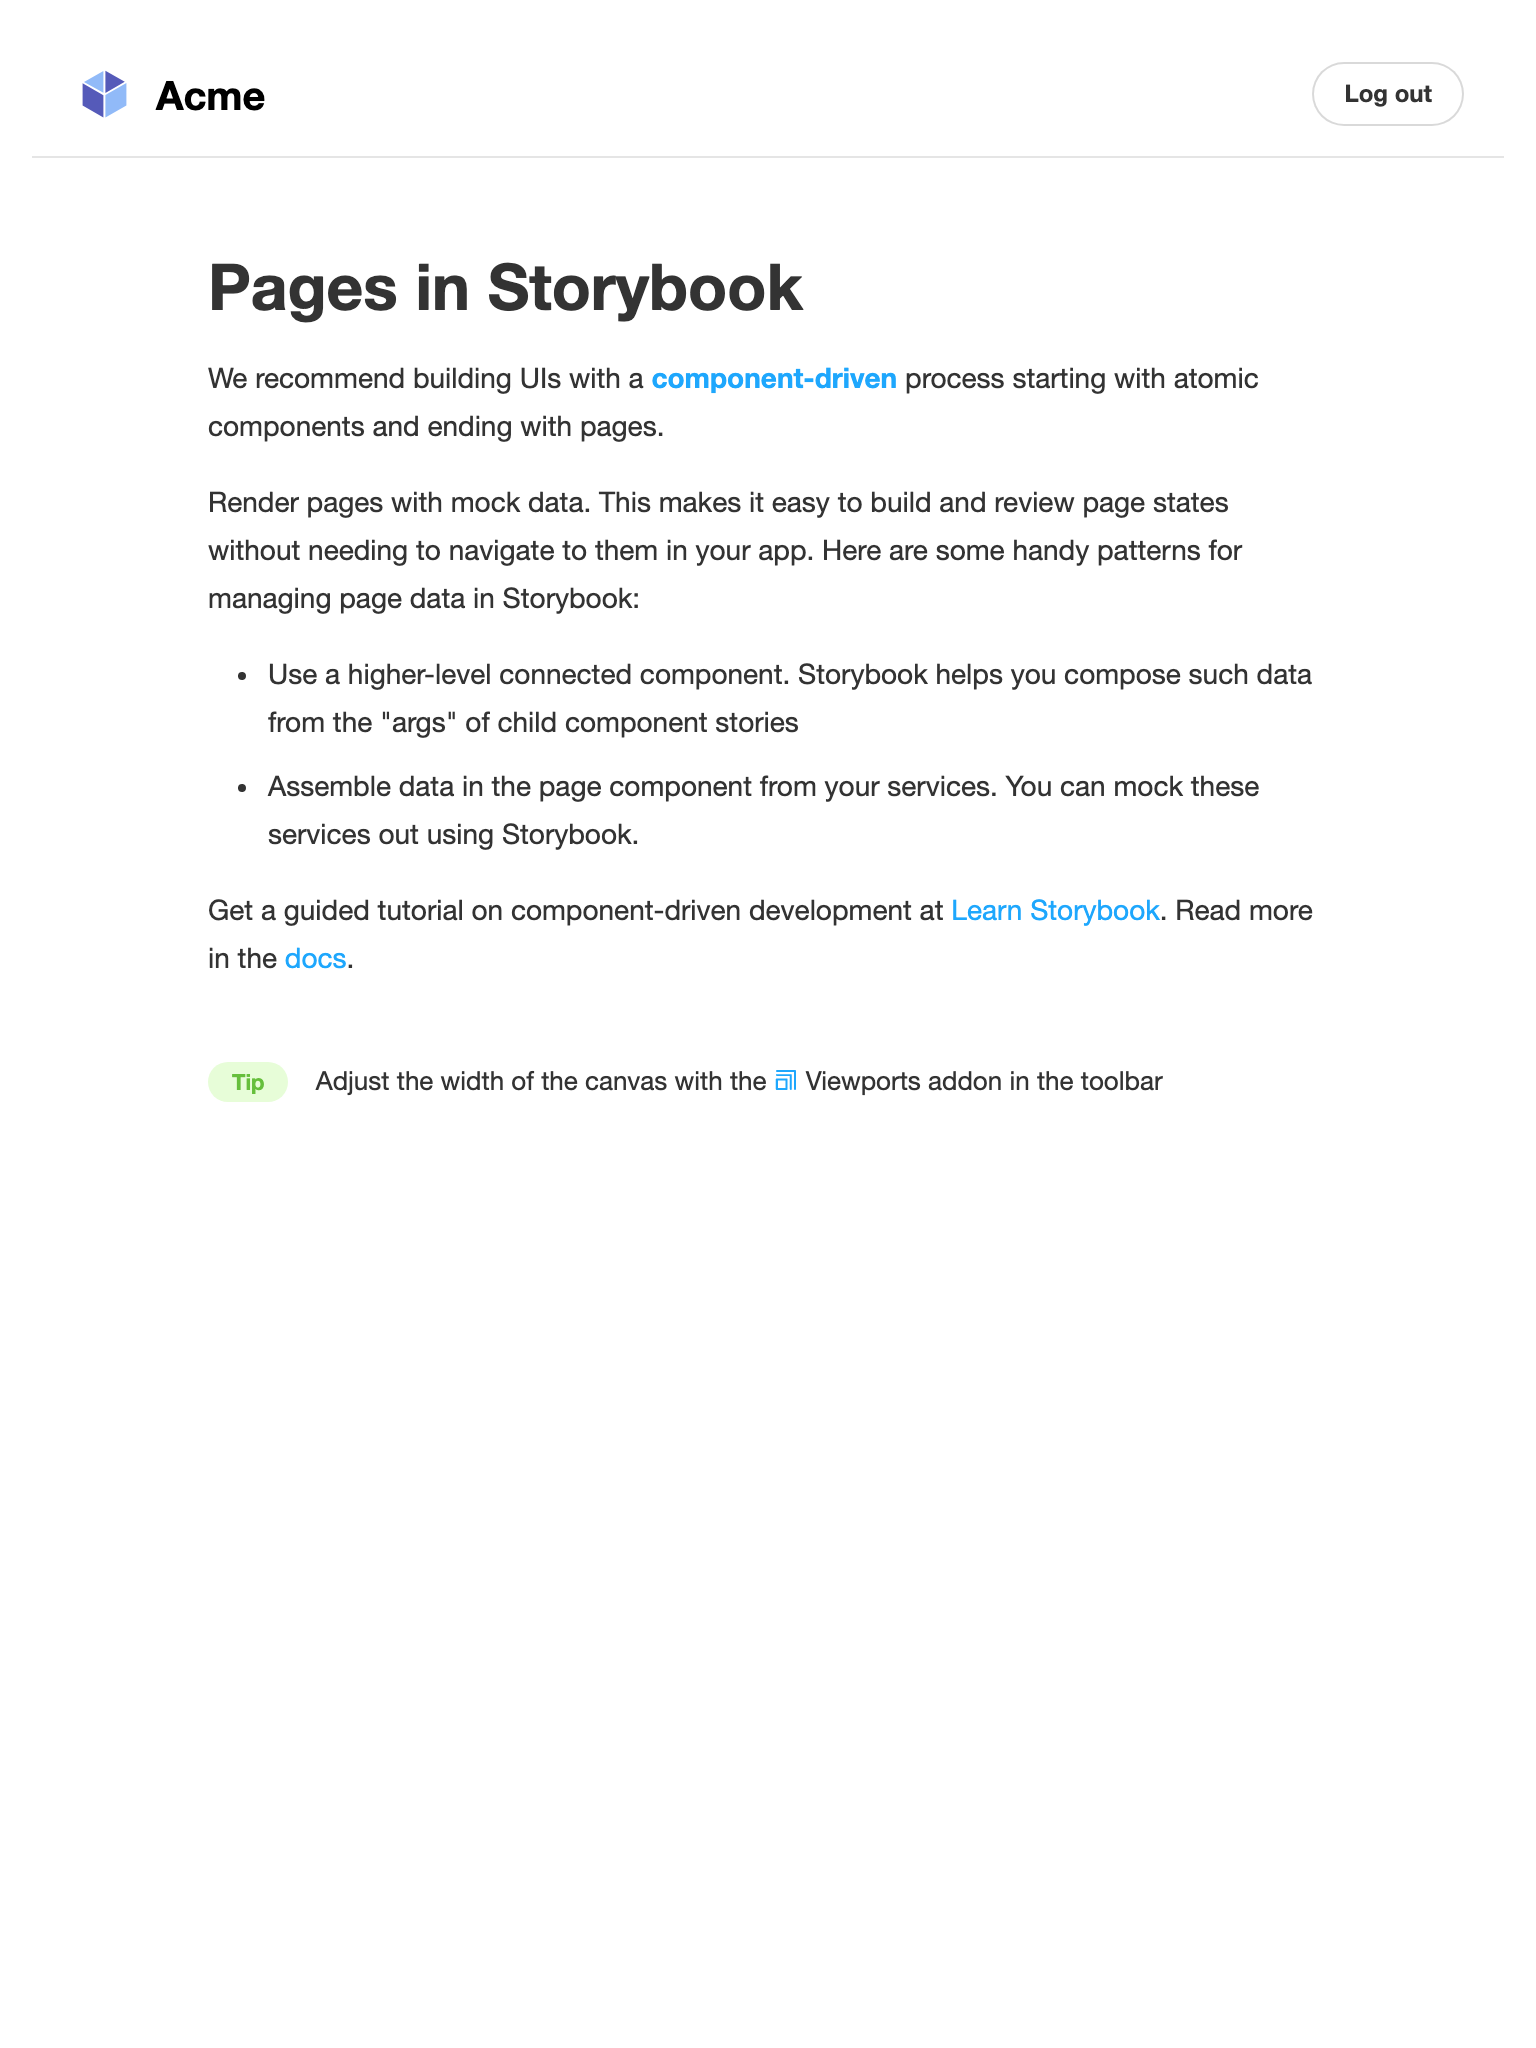 Acme
Log out
Pages in Storybook
We recommend building UIs with a component-driven process starting with atomic
components and ending with pages.
Render pages with mock data. This makes it easy to build and review page states
without needing to navigate to them in your app. Here are some handy patterns for
managing page data in Storybook:
• Use a higher-level connected component. Storybook helps you compose such data
from the "args" of child component stories
• Assemble data in the page component from your services. You can mock these
services out using Storybook.
Get a guided tutorial on component-driven development at Learn Storybook. Read more
in the docs.
Tip Adjust the width of the canvas with the Viewports addon in the toolbar